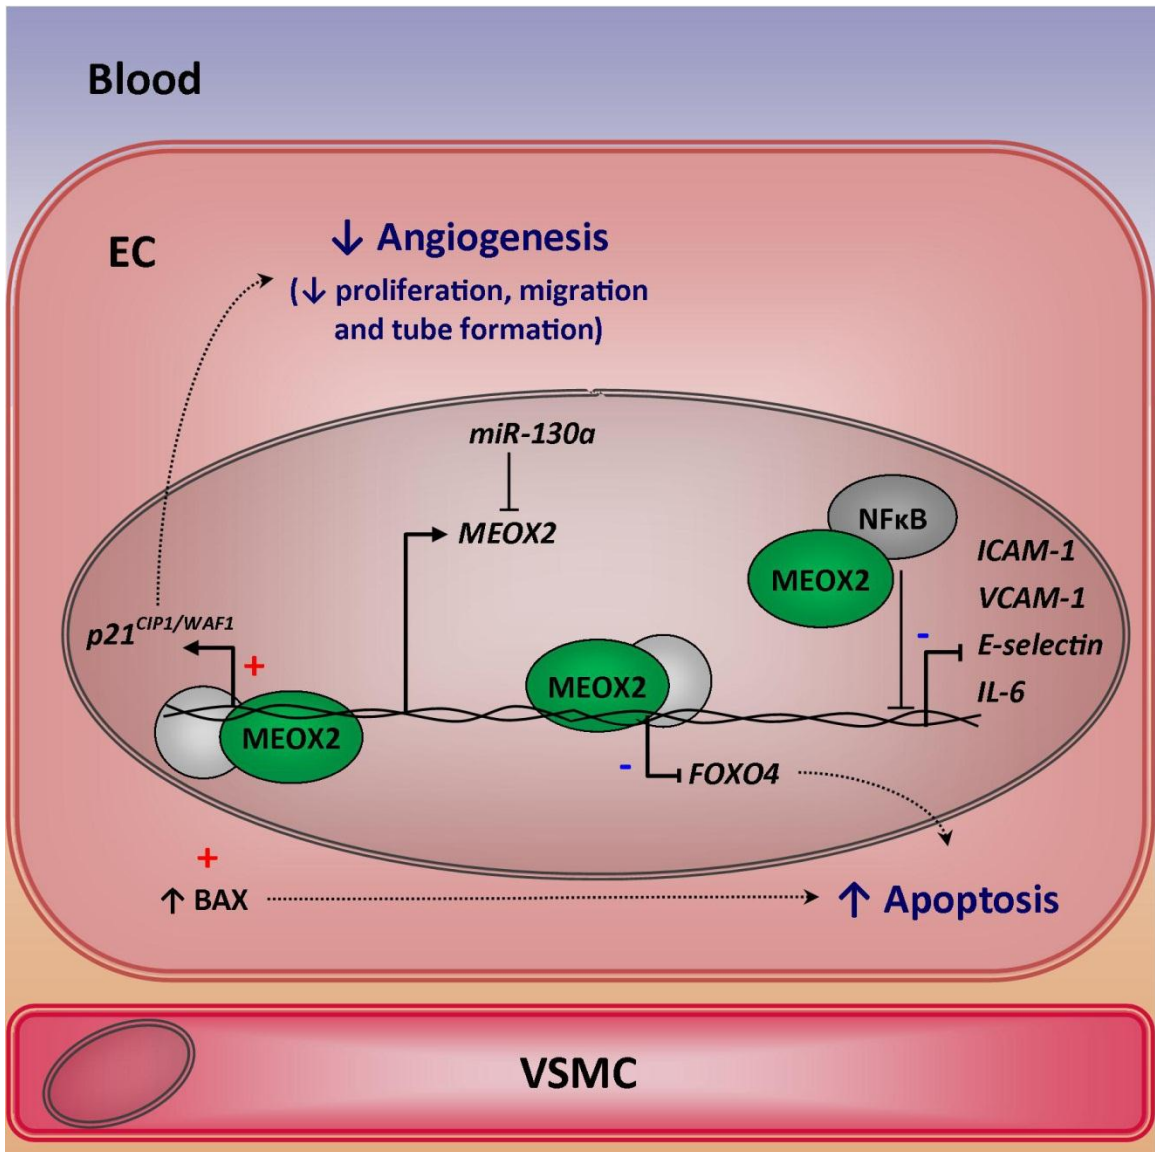 Blood
EC
↓ Angiogenesis
(↓ proliferation, migration
and tube formation)
miR-130a
MEOX2
NFκB
MEOX2
ICAM-1
VCAM-1
E-selectin
IL-6
-
p21CIP1/WAF1
+
MEOX2
MEOX2
-
FOXO4
+
↑ BAX
↑ Apoptosis
VSMC